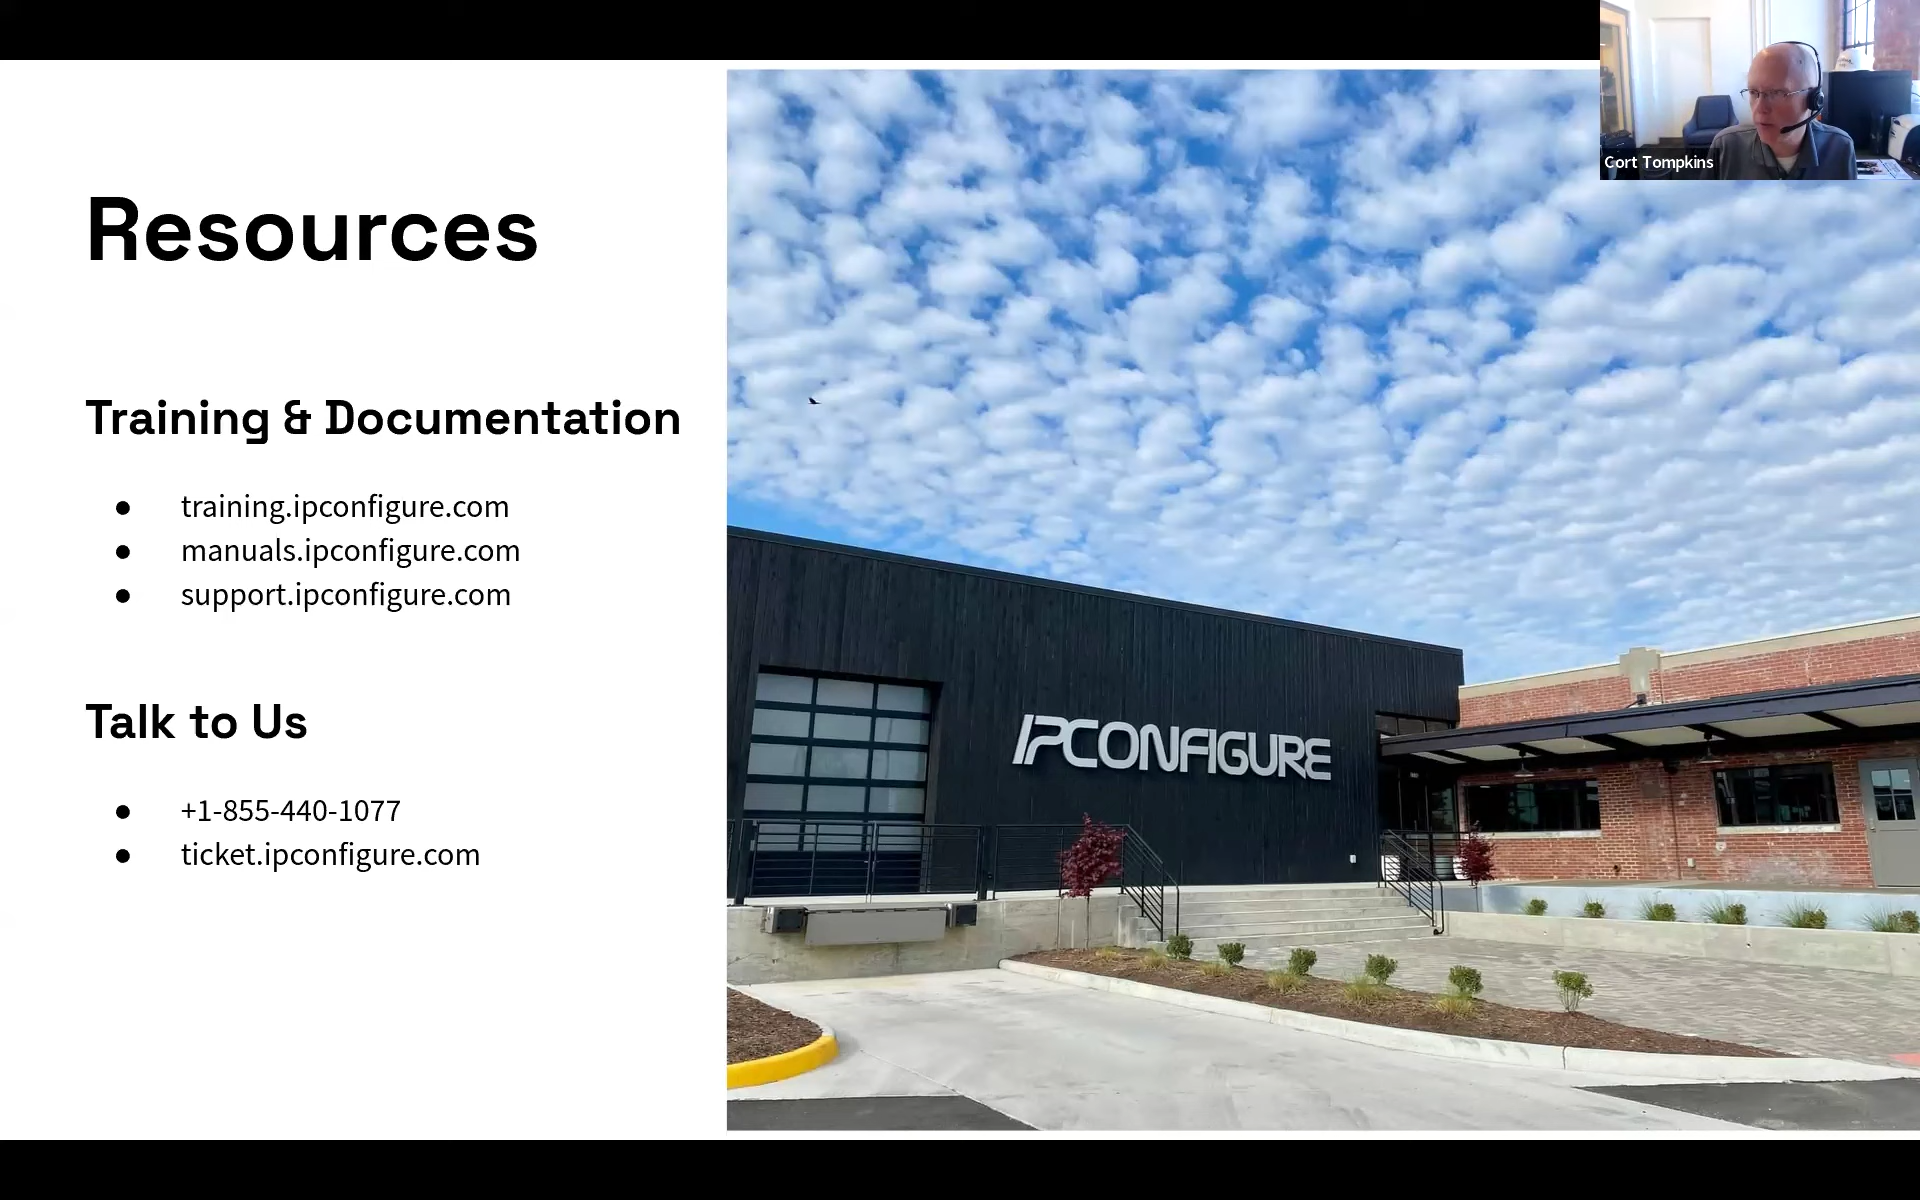 Cort Tompkins
Resources
Training & Documentation
● training.ipconfigure.com
● manuals.ipconfigure.com
● support.ipconfigure.com
Talk to Us
● +1-855-440-1077
● ticket.ipconfigure.com
IPCONFIGURE